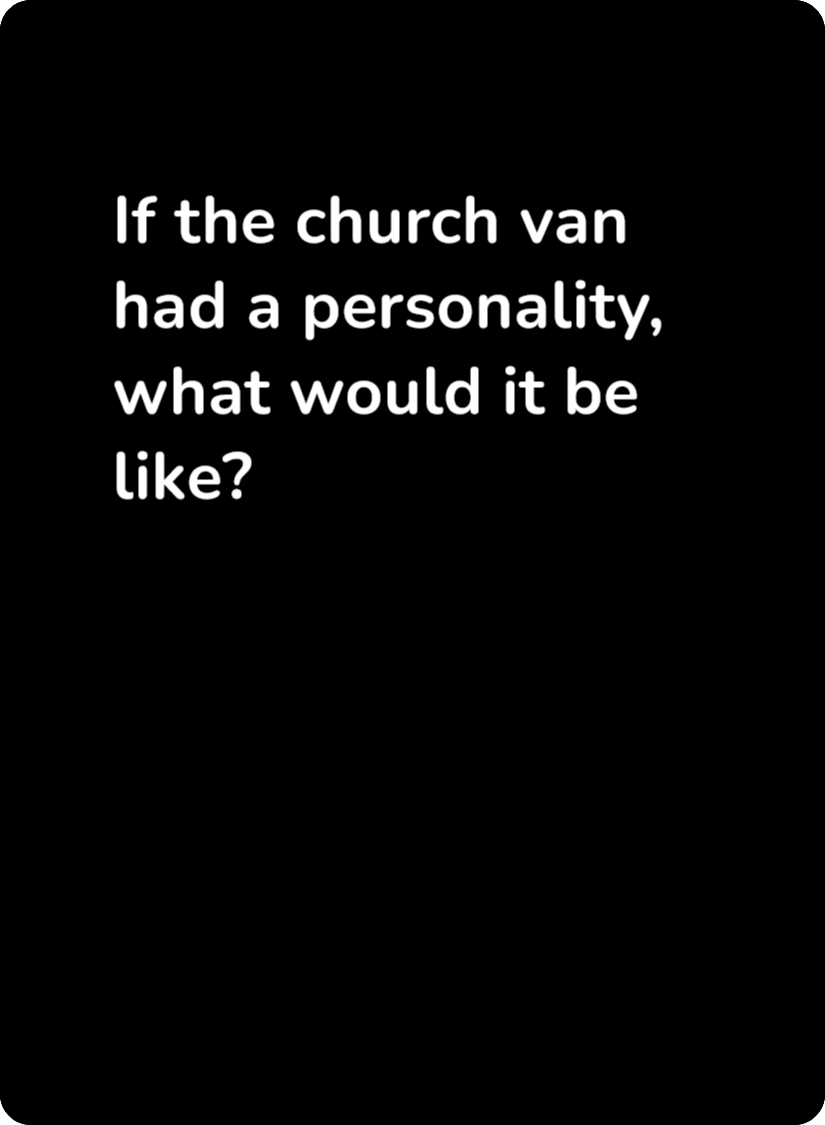 If the church van
had a personality,
what would it be
like?